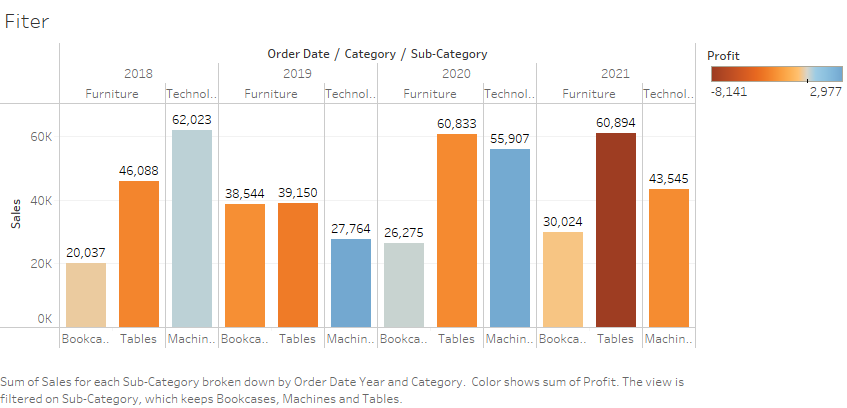 Fiter
Order Date / Category / Sub-Category
Profit
2018 2019 2020 2021
-8,141 2,977
Furniture Technol.. Furniture Technol.. Furniture Technol.. Furniture Technol..
Sales
60K
40K
20K
0K
20,037 46,088 62,023 38,544 39,150 27,764 26,275 60,833 55,907 30,024 60,894 43,545
Bookca.. Tables Machin.. Bookca.. Tables Machin.. Bookca.. Tables Machin.. Bookca.. Tables Machin..
Sum of Sales for each Sub-Category broken down by Order Date Year and Category. Color shows sum of Profit. The view is
filtered on Sub-Category, which keeps Bookcases, Machines and Tables.